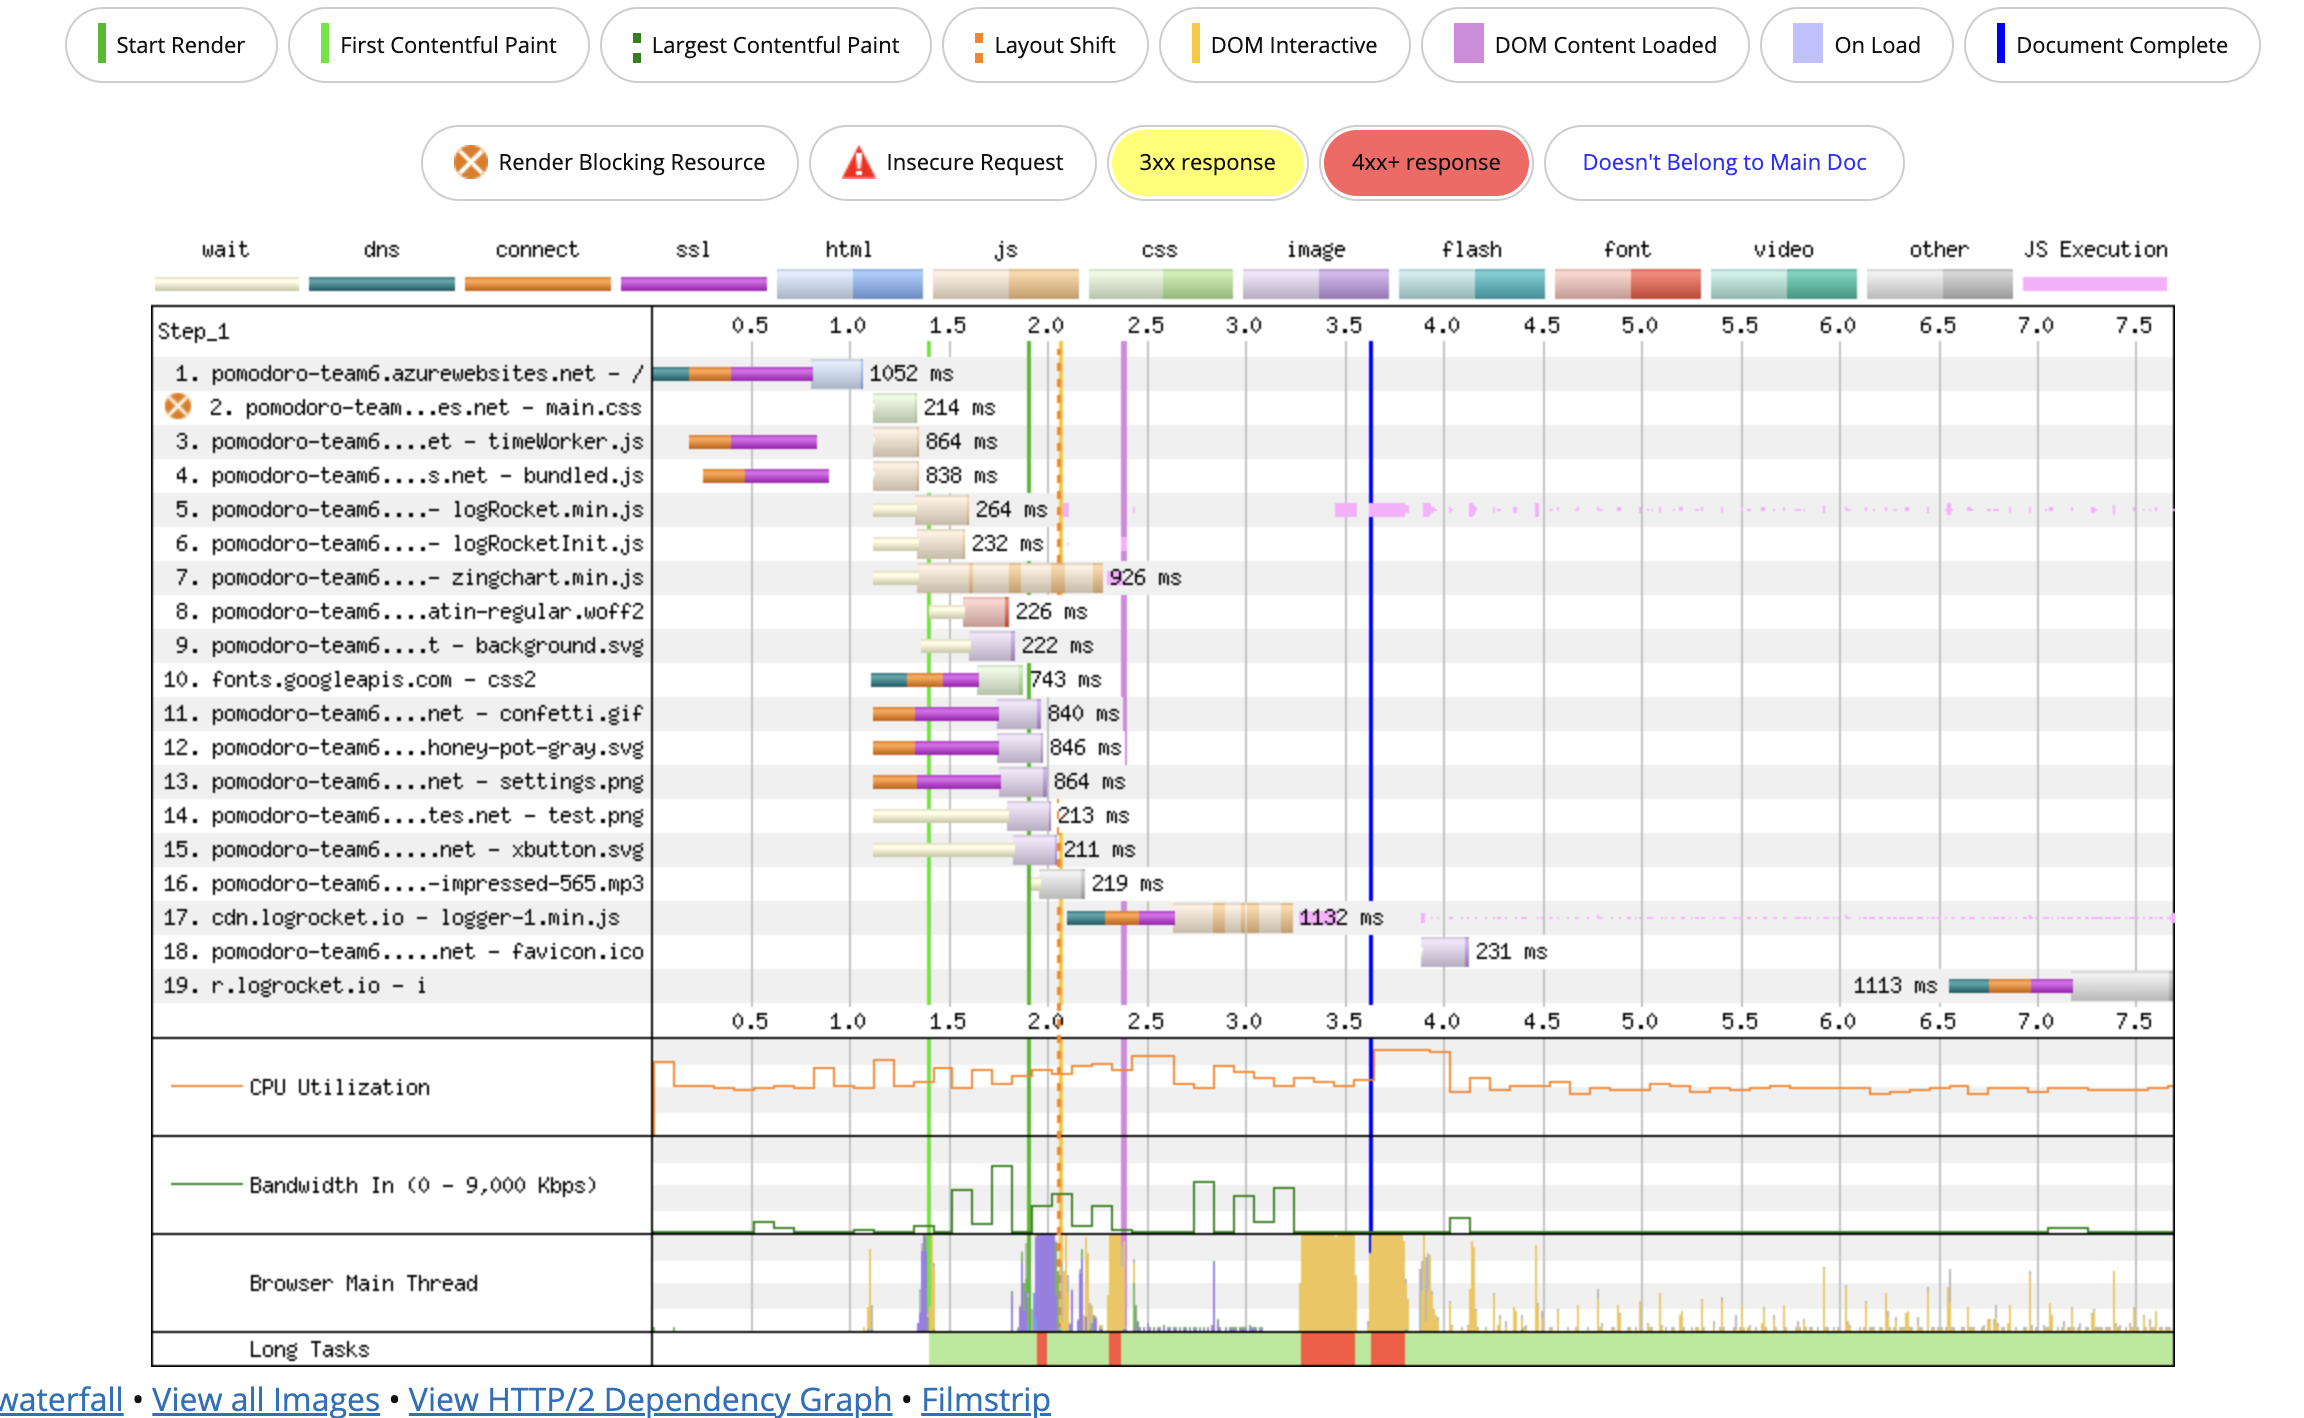 Start Render First Contentful Paint Largest Contentful Paint Layout Shift DOM Interactive DOM Content Loaded On Load Document Complete
Render Blocking Resource Insecure Request 3xx response 4xx+ response Doesn't Belong to Main Doc
wait dns connect ssl html js css image flash font video other JS Execution
Step_1 0.5 1.0 1.5 2.0 2.5 3.0 3.5 4.0 4.5 5.0 5.5 6.0 6.5 7.0 7.5
1. pomodoro-team6.azurewebsites.net - / 1052 ms
2. pomodoro-team...es.net - main.css 214 ms
3. pomodoro-team6....et - timeWorker.js 864 ms
4. pomodoro-team6....s.net - bundled.js 838 ms
5. pomodoro-team6....- logRocket.min.js 264 ms
6. pomodoro-team6....- logRocketInit.js 232 ms
7. pomodoro-team6....- zingchart.min.js 926 ms
8. pomodoro-team6....atin-regular.woff2 226 ms
9. pomodoro-team6....t - background.svg 222 ms
10. fonts.googleapis.com - css2 743 ms
11. pomodoro-team6....net - confetti.gif 840 ms
12. pomodoro-team6....honey-pot-gray.svg 846 ms
13. pomodoro-team6....net - settings.png 864 ms
14. pomodoro-team6....tes.net - test.png 213 ms
15. pomodoro-team6.....net - xbutton.svg 211 ms
16. pomodoro-team6....-impressed-565.mp3 219 ms
17. cdn.logrocket.io - logger-1.min.js 1132 ms
18. pomodoro-team6.....net - favicon.ico 231 ms
19. r.logrocket.io - i 1113 ms
0.5 1.0 1.5 2.0 2.5 3.0 3.5 4.0 4.5 5.0 5.5 6.0 6.5 7.0 7.5
CPU Utilization
Bandwidth In (0 - 9,000 Kbps)
Browser Main Thread
Long Tasks
waterfall • View all Images • View HTTP/2 Dependency Graph • Filmstrip